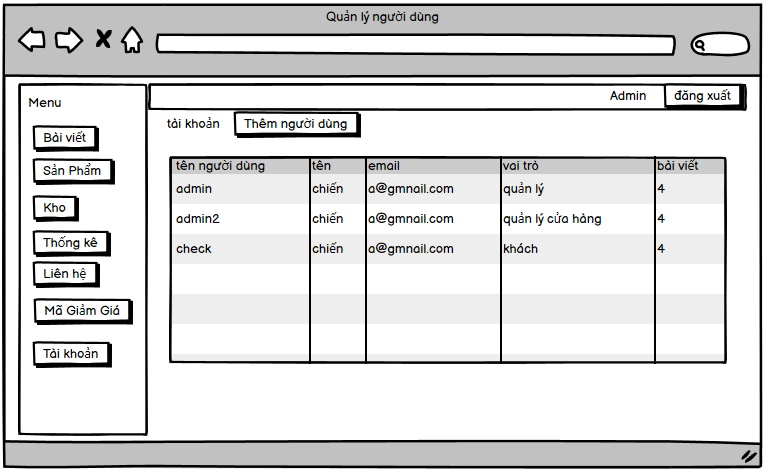 Quản lý người dùng
Admin
đăng xuất
Menu
Bài viết
Sản Phẩm
Kho
Thống kê
Liên hệ
Mã Giảm Giá
Tài khoản
tài khoản
Thêm người dùng
tên người dùng tên email vai trò bài viết
admin chiến a@gmnail.com quản lý 4
admin2 chiến a@gmnail.com quản lý cửa hàng 4
check chiến a@gmnail.com khách 4